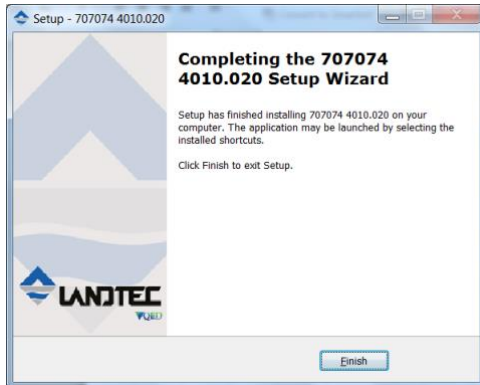 Setup - 707074 4010.020
Completing the 707074
4010.020 Setup Wizard
Setup has finished installing 707074 4010.020 on your
computer. The application may be launched by selecting the
installed shortcuts.
Click Finish to exit Setup.
LANDTEC
QED
Finish